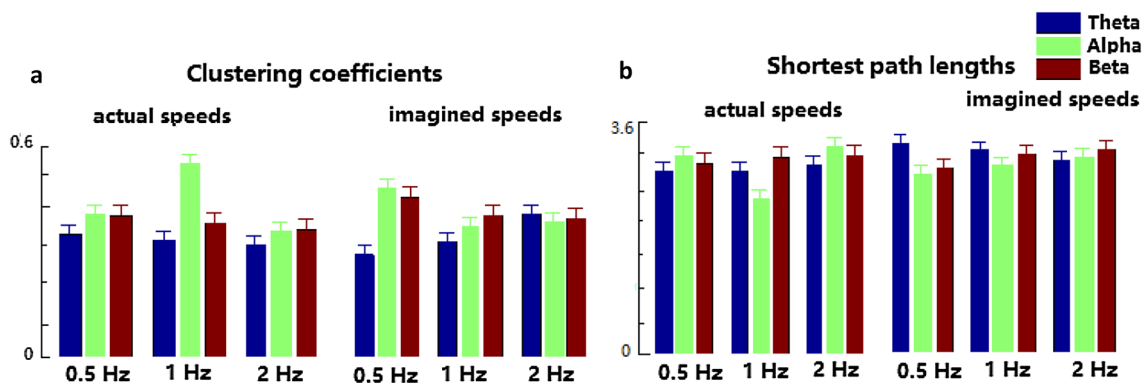 a
Clustering coefficients
actual speeds
imagined speeds
0.6
0
0.5 Hz
1 Hz
2 Hz
0.5 Hz
1 Hz
2 Hz
Theta
Alpha
Beta
b
Shortest path lengths
actual speeds
imagined speeds
3.6
0
0.5 Hz
1 Hz
2 Hz
0.5 Hz
1 Hz
2 Hz